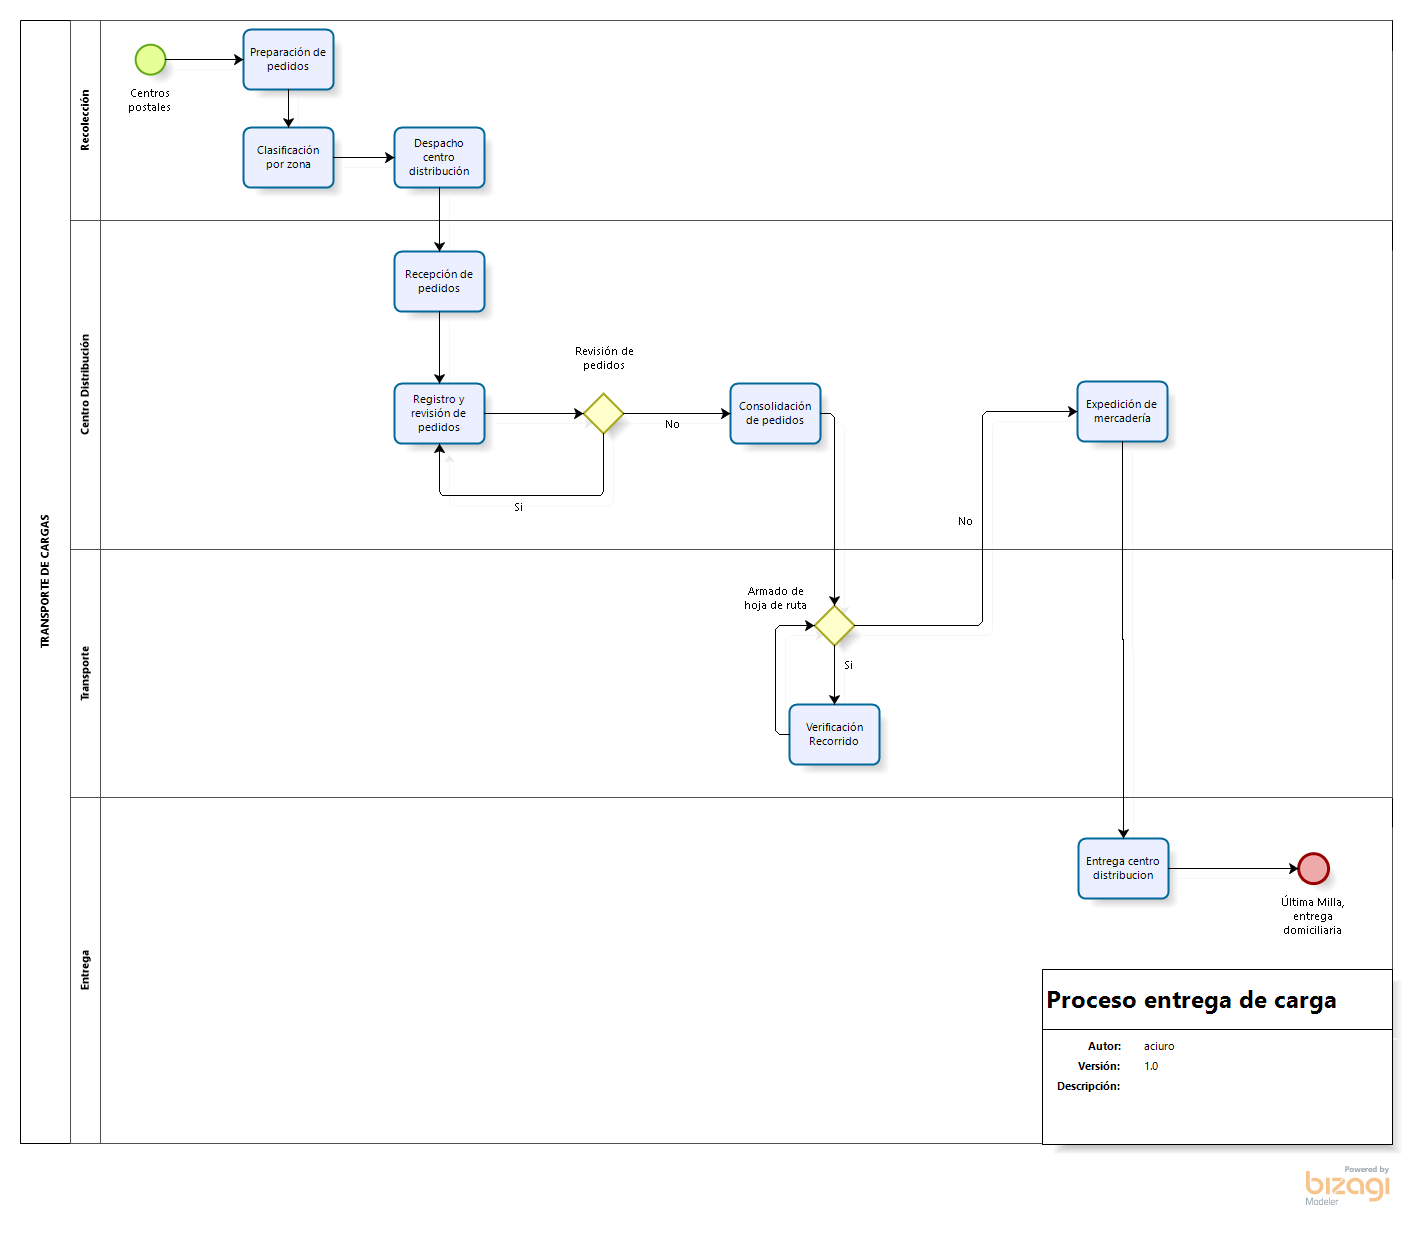 TRANSPORTE DE CARGAS
Recolección
Centros
postales
Preparación de
pedidos
Clasificación
por zona
Despacho
centro
distribución
Centro Distribución
Recepción de
pedidos
Registro y
revisión de
pedidos
Revisión de
pedidos
No
Si
Consolidación
de pedidos
Expedición de
mercadería
No
Transporte
Armado de
hoja de ruta
Si
Verificación
Recorrido
Entrega
Entrega centro
distribucion
Última Milla,
entrega
domiciliaria
Proceso entrega de carga
Autor: aciuro
Versión: 1.0
Descripción:
Powered by
bizagi
Modeler